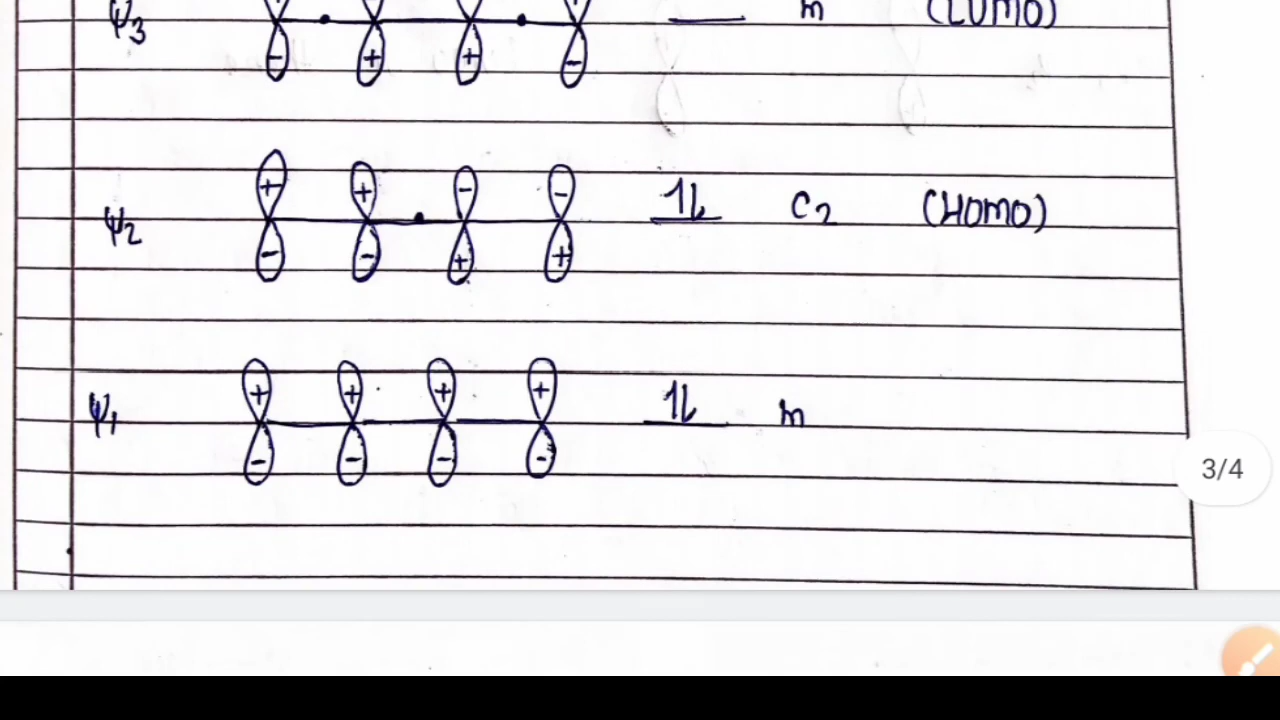 ψ3 - + + - m (LUMO)
ψ2 + + - - 1L C2 (HOMO)
- - + +
ψ1 + + + + 1L m
- - - -
3/4